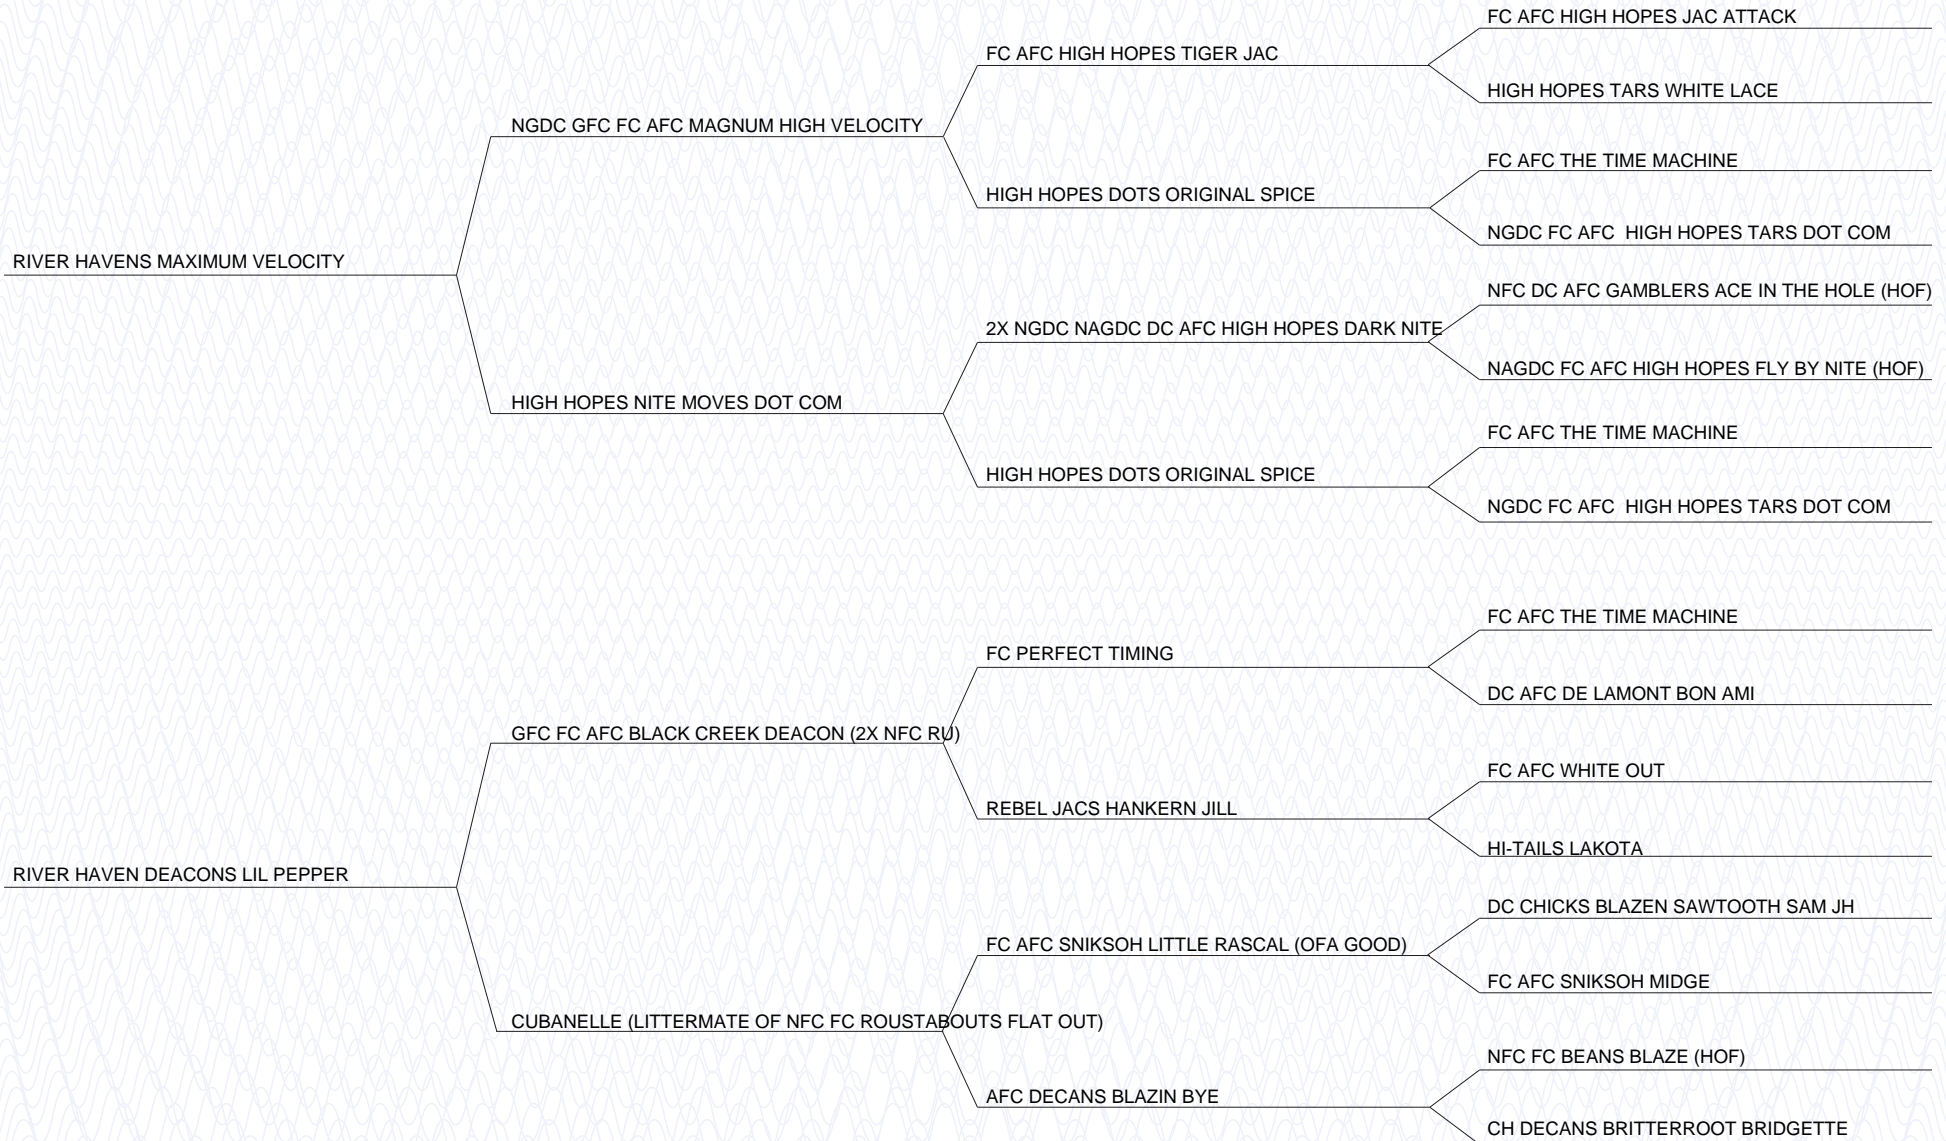 FC AFC HIGH HOPES JAC ATTACK
FC AFC HIGH HOPES TIGER JAC
HIGH HOPES TARS WHITE LACE
NGDC GFC FC AFC MAGNUM HIGH VELOCITY
FC AFC THE TIME MACHINE
HIGH HOPES DOTS ORIGINAL SPICE
NGDC FC AFC  HIGH HOPES TARS DOT COM
RIVER HAVENS MAXIMUM VELOCITY
NFC DC AFC GAMBLERS ACE IN THE HOLE (HOF)
2X NGDC NAGDC DC AFC HIGH HOPES DARK NITE
NAGDC FC AFC HIGH HOPES FLY BY NITE (HOF)
HIGH HOPES NITE MOVES DOT COM
FC AFC THE TIME MACHINE
HIGH HOPES DOTS ORIGINAL SPICE
NGDC FC AFC  HIGH HOPES TARS DOT COM
FC AFC THE TIME MACHINE
FC PERFECT TIMING
DC AFC DE LAMONT BON AMI
GFC FC AFC BLACK CREEK DEACON (2X NFC RU)
FC AFC WHITE OUT
REBEL JACS HANKERN JILL
HI-TAILS LAKOTA
RIVER HAVEN DEACONS LIL PEPPER
DC CHICKS BLAZEN SAWTOOTH SAM JH
FC AFC SNIKSOH LITTLE RASCAL (OFA GOOD)
FC AFC SNIKSOH MIDGE
CUBANELLE (LITTERMATE OF NFC FC ROUSTABOUTS FLAT OUT)
NFC FC BEANS BLAZE (HOF)
AFC DECANS BLAZIN BYE
CH DECANS BRITTERROOT BRIDGETTE